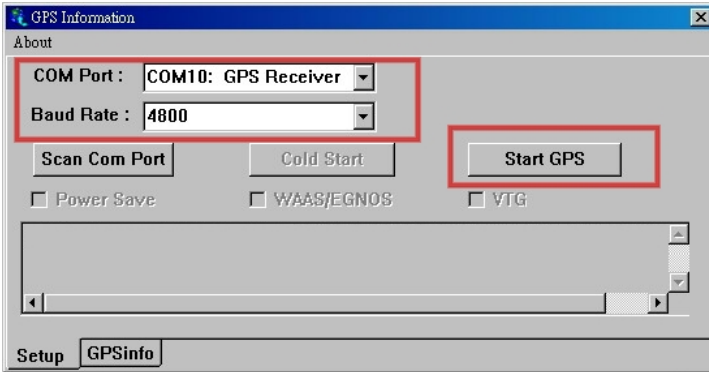 GPS Information
About
COM Port : COM10: GPS Receiver
Baud Rate : 4800
Scan Com Port Cold Start Start GPS
Power Save WAAS/EGNOS VTG
Setup GPSinfo